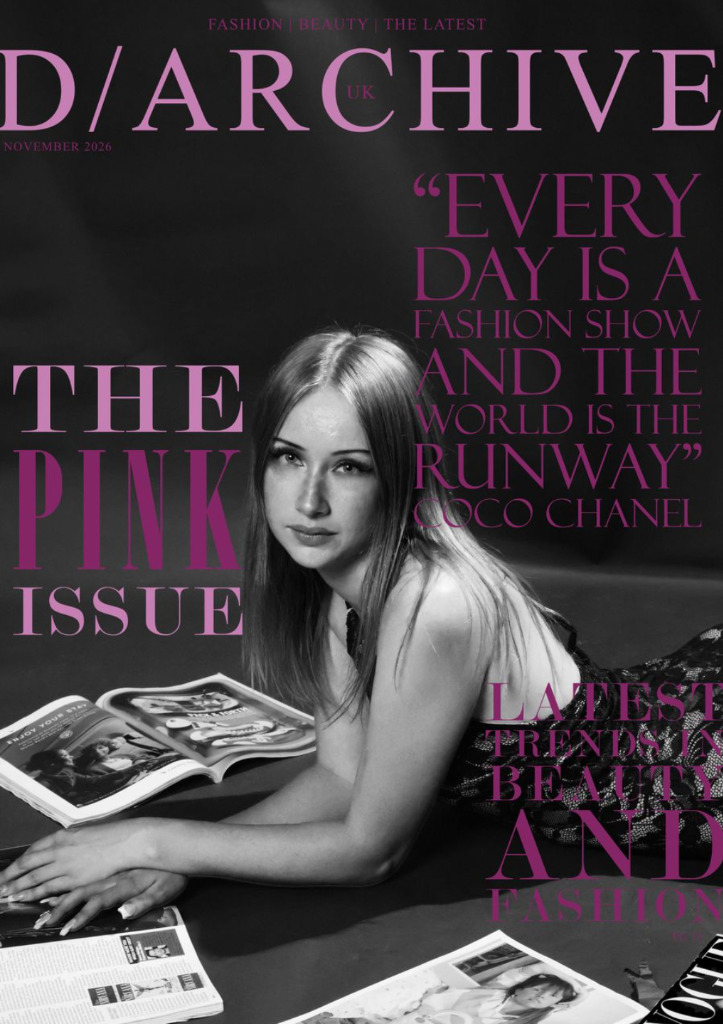 FASHION | BEAUTY | THE LATEST
D/ARCHIVE
UK
NOVEMBER 2026
“EVERY
DAY IS A
FASHION SHOW
AND THE
WORLD IS THE
RUNWAY”
COCO CHANEL
THE
PINK
ISSUE
LATEST
TRENDS IN
BEAUTY
AND
FASHION
ENJOY YOUR STAY
VOGUE